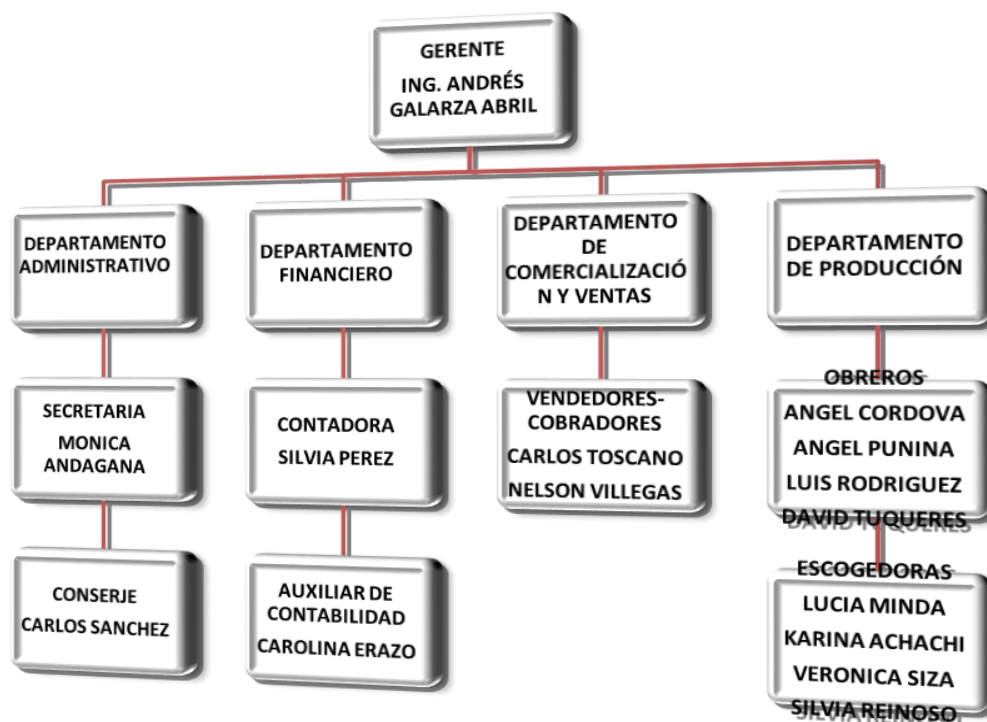 GERENTE
ING. ANDRÉS
GALARZA ABRIL
DEPARTAMENTO
ADMINISTRATIVO
DEPARTAMENTO
FINANCIERO
DEPARTAMENTO
DE
COMERCIALIZACIÓ
N Y VENTAS
DEPARTAMENTO
DE PRODUCCIÓN
SECRETARIA
MONICA
ANDAGANA
CONTADORA
SILVIA PEREZ
VENDEDORES-
COBRADORES
CARLOS TOSCANO
NELSON VILLEGAS
OBREROS
ANGEL CORDOVA
ANGEL PUNINA
LUIS RODRIGUEZ
DAVID TUQUERES
CONSERJE
CARLOS SANCHEZ
AUXILIAR DE
CONTABILIDAD
CAROLINA ERAZO
ESCOGEDORAS
LUCIA MINDA
KARINA ACHACHI
VERONICA SIZA
SILVIA REINOSO